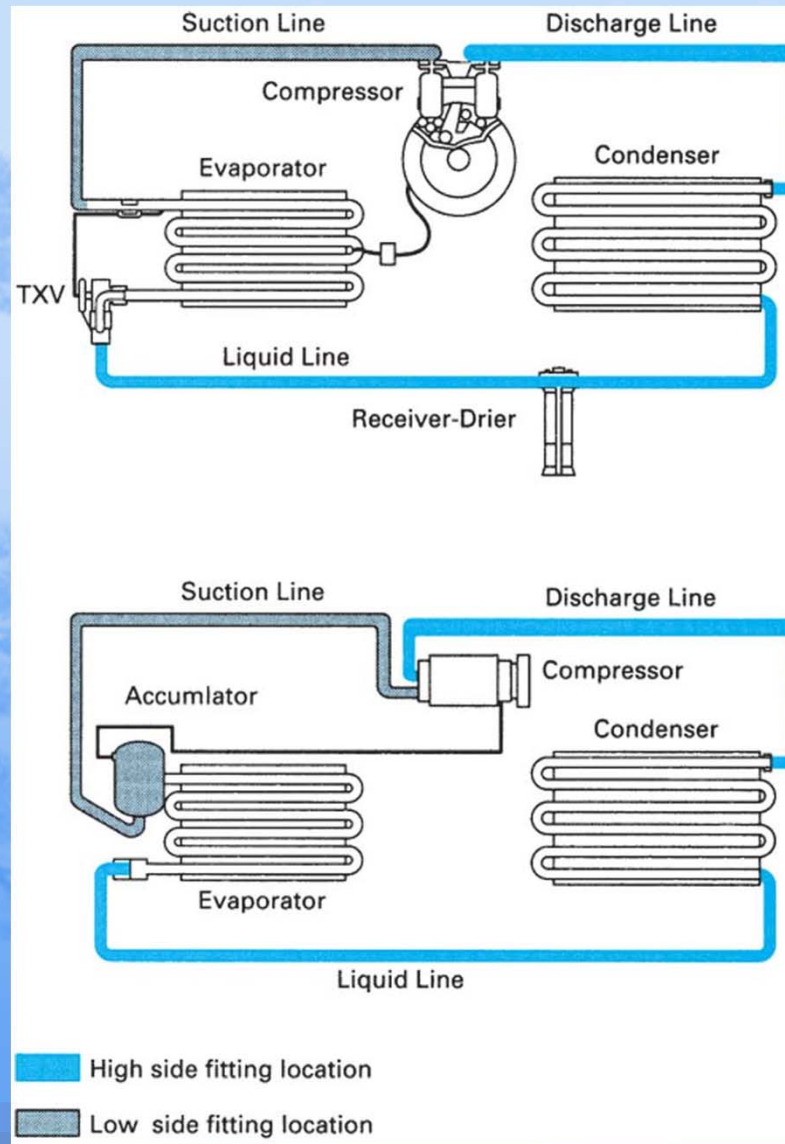 Suction Line
Discharge Line
Compressor
Evaporator
Condenser
TXV
Liquid Line
Receiver-Drier
Suction Line
Discharge Line
Compressor
Accumlator
Condenser
Evaporator
Liquid Line
High side fitting location
Low side fitting location